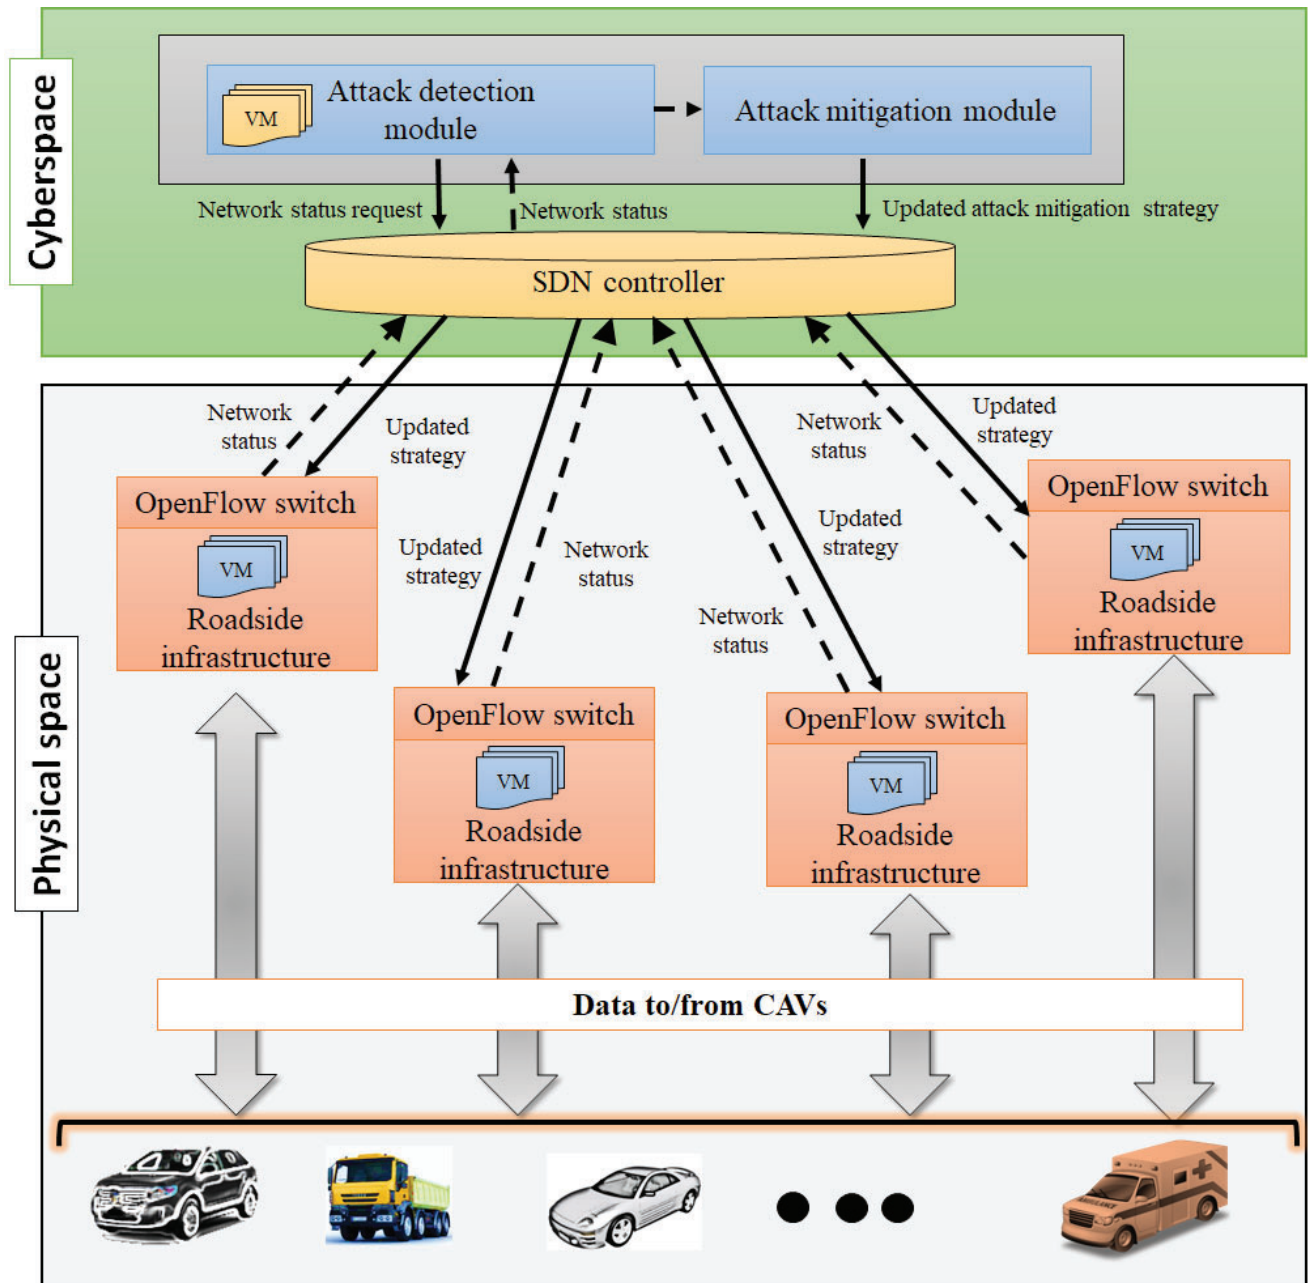 Cyberspace
VM
Attack detection
module
Attack mitigation module
Network status request
Network status
Updated attack mitigation strategy
SDN controller
Physical space
Network
status
Updated
strategy
Updated
strategy
Network
status
Updated
strategy
Network
status
Network
status
Updated
strategy
OpenFlow switch
VM
Roadside
infrastructure
OpenFlow switch
VM
Roadside
infrastructure
OpenFlow switch
VM
Roadside
infrastructure
OpenFlow switch
VM
Roadside
infrastructure
Data to/from CAVs